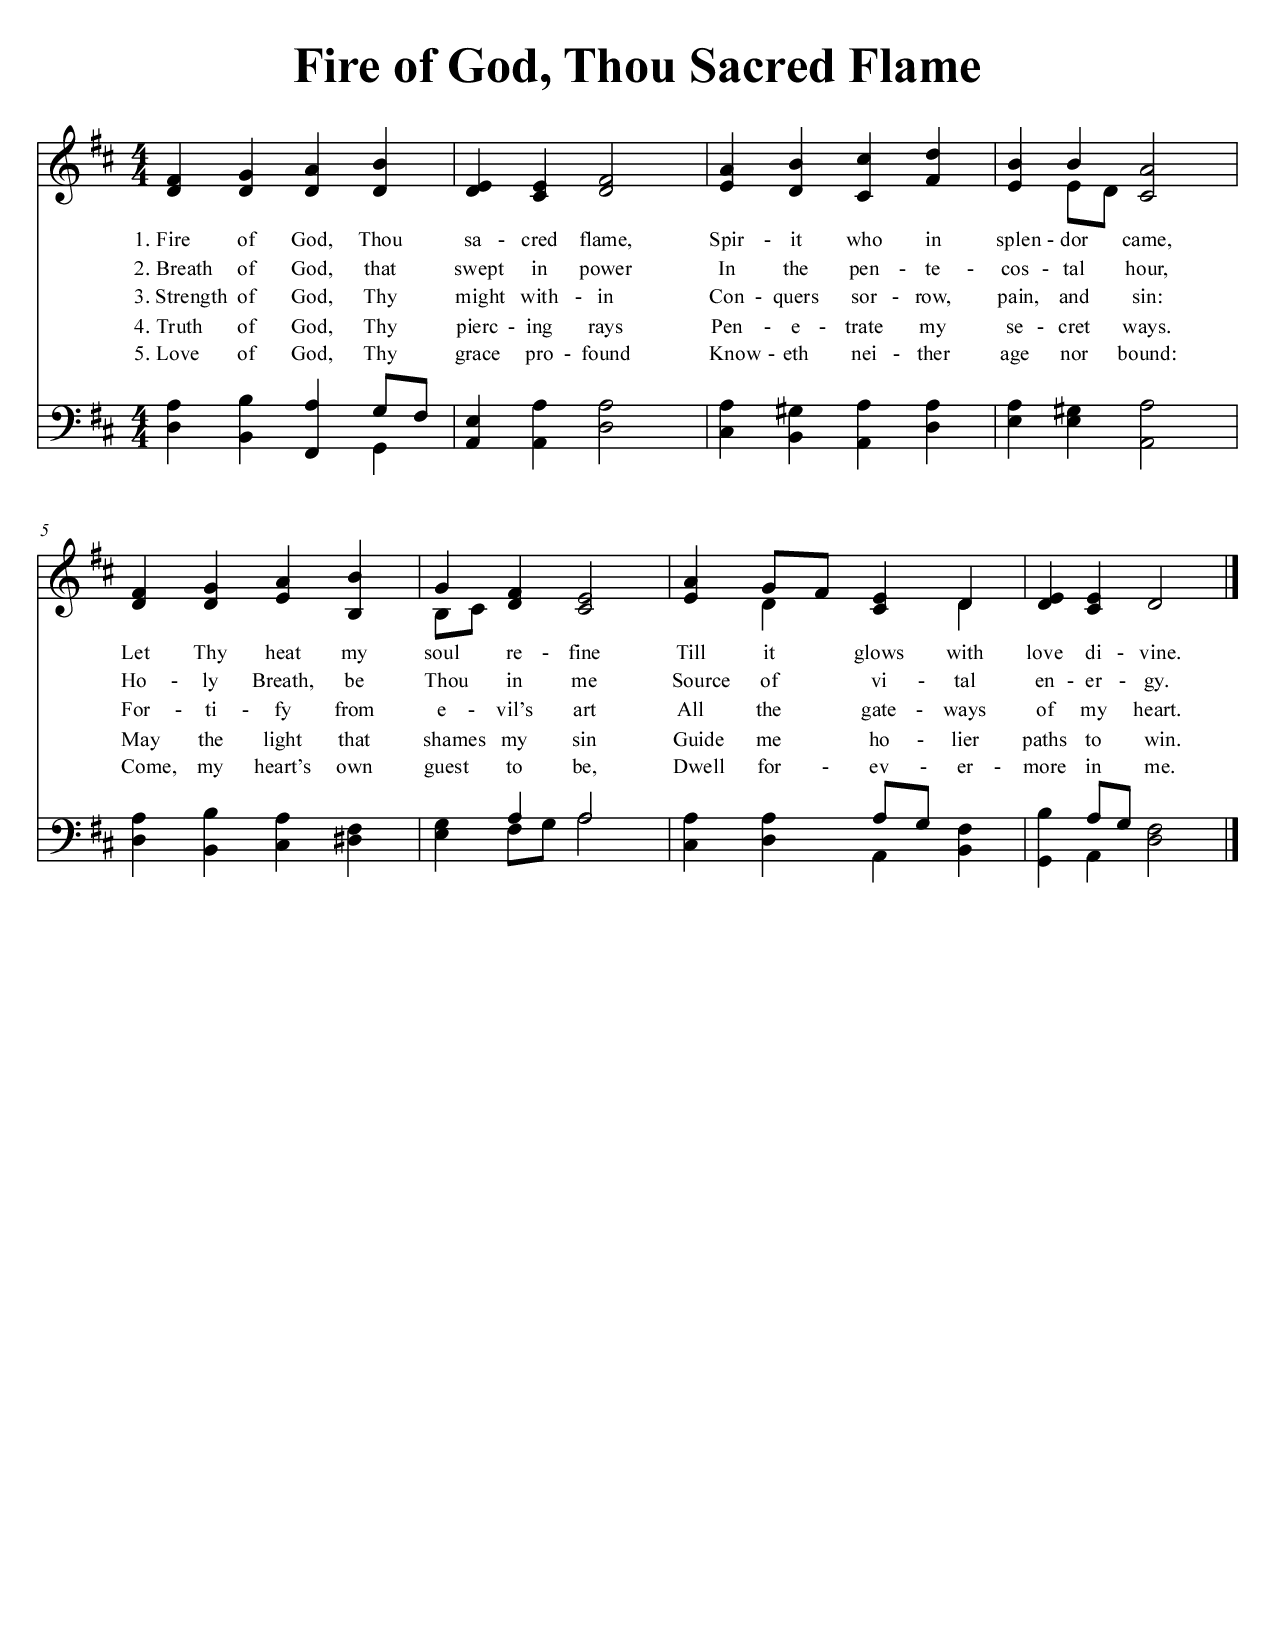 Fire of God, Thou Sacred Flame
4 4
1. Fire of God, Thou sa - cred flame, Spir - it who in splen - dor came,
2. Breath of God, that swept in power In the pen - te - cos - tal hour,
3. Strength of God, Thy might with - in Con - quers sor - row, pain, and sin:
4. Truth of God, Thy pierc - ing rays Pen - e - trate my se - cret ways.
5. Love of God, Thy grace pro - found Know - eth nei - ther age nor bound:
4 4
5
Let Thy heat my soul re - fine Till it glows with love di - vine.
Ho - ly Breath, be Thou in me Source of vi - tal en - er - gy.
For - ti - fy from e - vil’s art All the gate - ways of my heart.
May the light that shames my sin Guide me ho - lier paths to win.
Come, my heart’s own guest to be, Dwell for - ev - er - more in me.